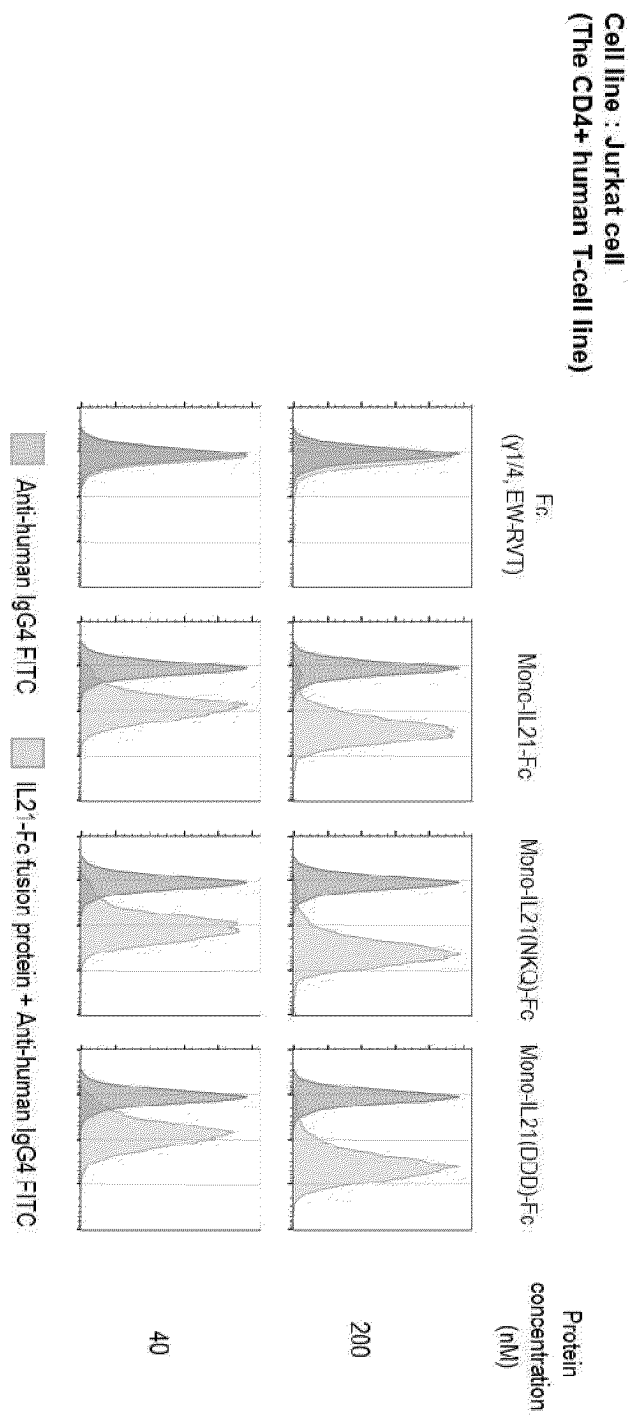 Cell line : Jurkat cell
(The CD4+ human T-cell line)
Fc
(γ1/4, EW-RVT)
Mono-IL21-Fc
Mono-IL21(NKQ)-Fc
Mono-IL21(DDD)-Fc
Protein
concentration
(nM)
200
40
Anti-human IgG4 FITC
IL21-Fc fusion protein + Anti-human IgG4 FITC